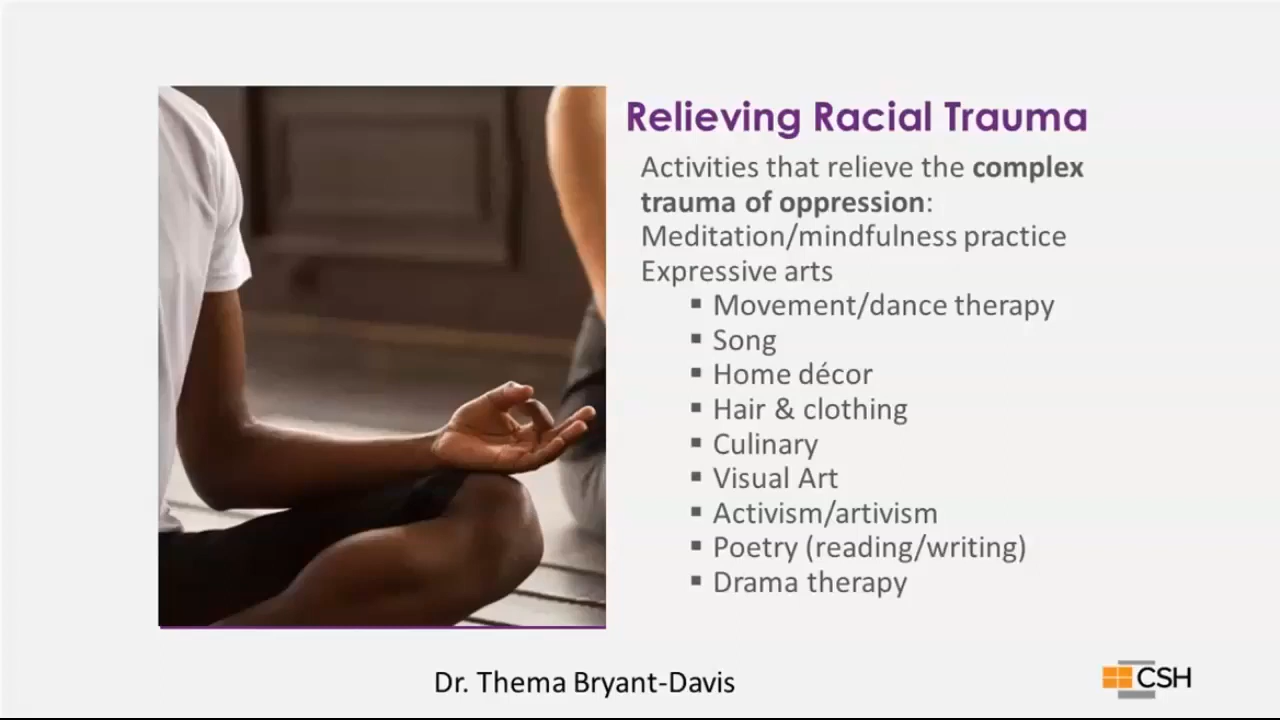 Relieving Racial Trauma
Activities that relieve the complex
trauma of oppression:
Meditation/mindfulness practice
Expressive arts
▪ Movement/dance therapy
▪ Song
▪ Home décor
▪ Hair & clothing
▪ Culinary
▪ Visual Art
▪ Activism/artivism
▪ Poetry (reading/writing)
▪ Drama therapy
Dr. Thema Bryant-Davis
CSH